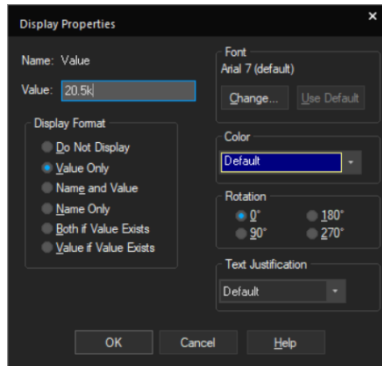 Display Properties
×
Name: Value
Value: 20.5k
Display Format
Do Not Display
Value Only
Name and Value
Name Only
Both if Value Exists
Value if Value Exists
Font
Arial 7 (default)
Change... Use Default
Color
Default
Rotation
0° 180°
90° 270°
Text Justification
Default
OK Cancel Help